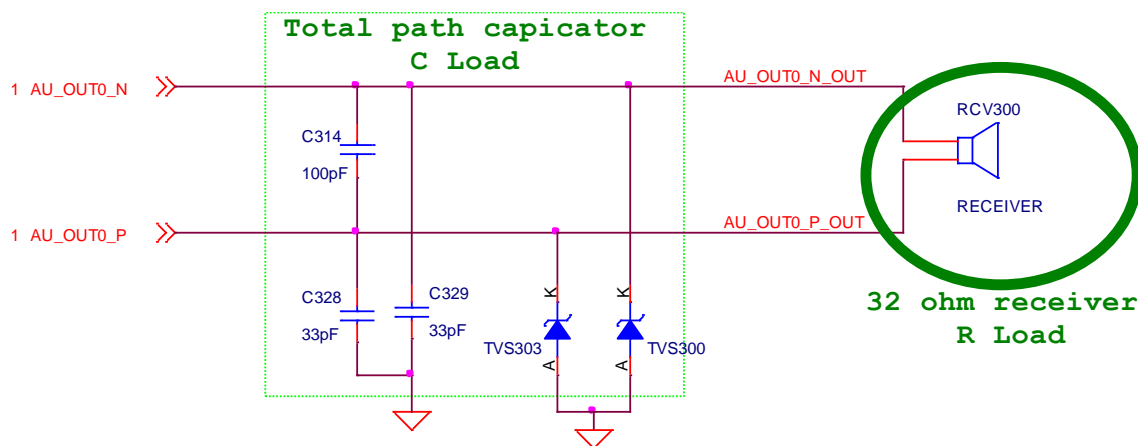 Total path capicator
C Load
1 AU_OUT0_N
AU_OUT0_N_OUT
RCV300
C314
100pF
RECEIVER
1 AU_OUT0_P
AU_OUT0_P_OUT
C328
33pF
C329
33pF
K
K
TVS303
TVS300
A
A
32 ohm receiver
R Load